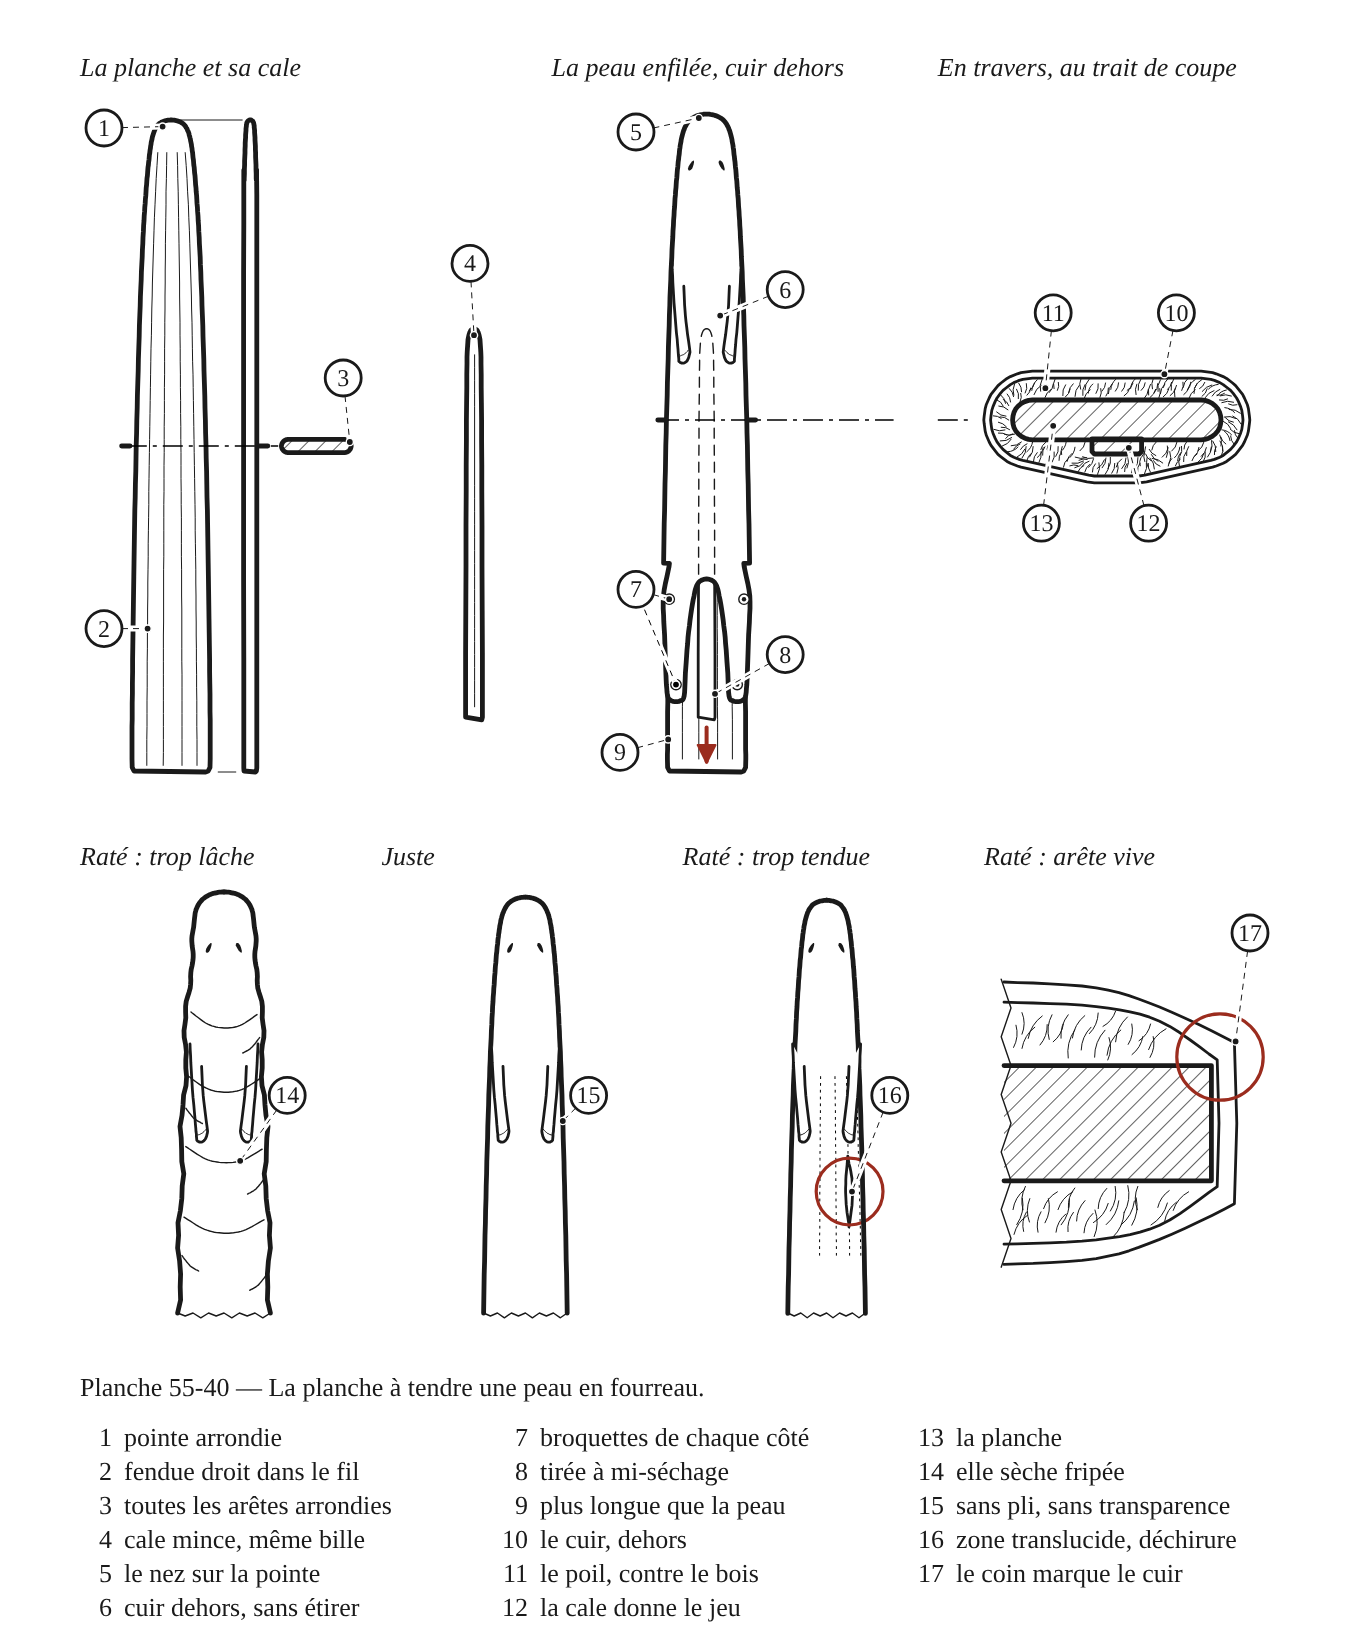 La planche et sa cale
La peau enfilée, cuir dehors
En travers, au trait de coupe
1
5
4
6
11
10
3
13
12
7
2
8
9
Raté : trop lâche
Juste
Raté : trop tendue
Raté : arête vive
17
14
15
16
Planche 55-40 — La planche à tendre une peau en fourreau.
1 pointe arrondie
2 fendue droit dans le fil
3 toutes les arêtes arrondies
4 cale mince, même bille
5 le nez sur la pointe
6 cuir dehors, sans étirer
7 broquettes de chaque côté
8 tirée à mi-séchage
9 plus longue que la peau
10 le cuir, dehors
11 le poil, contre le bois
12 la cale donne le jeu
13 la planche
14 elle sèche fripée
15 sans pli, sans transparence
16 zone translucide, déchirure
17 le coin marque le cuir